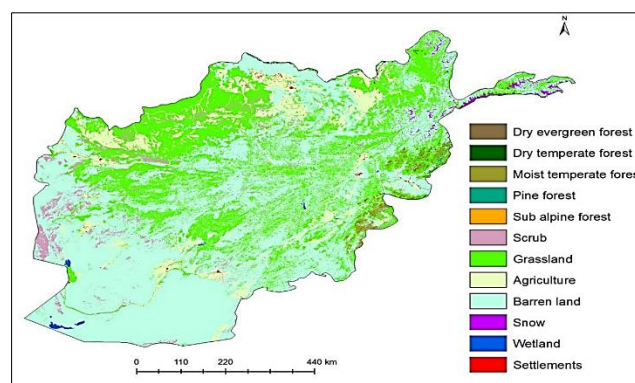 N
Dry evergreen forest
Dry temperate forest
Moist temperate forest
Pine forest
Sub alpine forest
Scrub
Grassland
Agriculture
Barren land
Snow
Wetland
Settlements
0 110 220 440 km